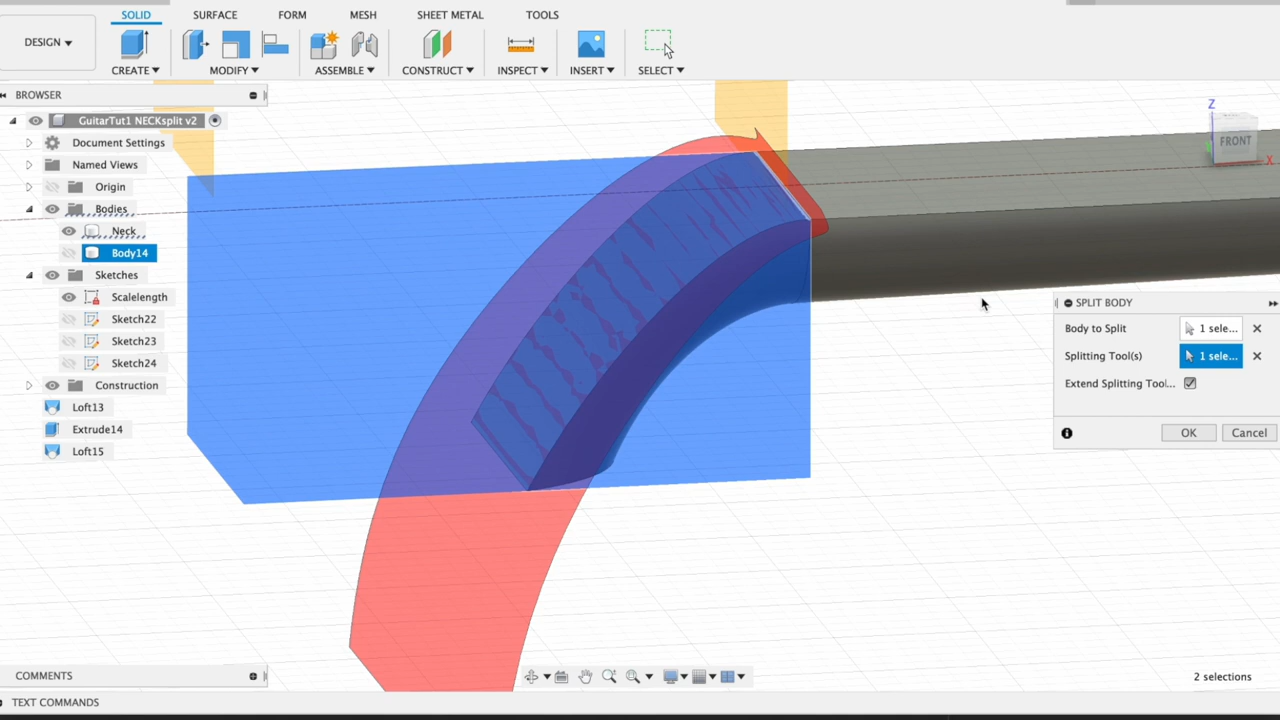 SOLID SURFACE FORM MESH SHEET METAL TOOLS
DESIGN
CREATE MODIFY ASSEMBLE CONSTRUCT INSPECT INSERT SELECT
BROWSER
GuitarTut1 NECKsplit v2
Document Settings
Named Views
Origin
Bodies
Neck
Body14
Sketches
Scalelength
Sketch22
Sketch23
Sketch24
Construction
Loft13
Extrude14
Loft15
Z
FRONT
X
SPLIT BODY
Body to Split 1 sele...
Splitting Tool(s) 1 sele...
Extend Splitting Tool...
OK Cancel
COMMENTS
2 selections
TEXT COMMANDS